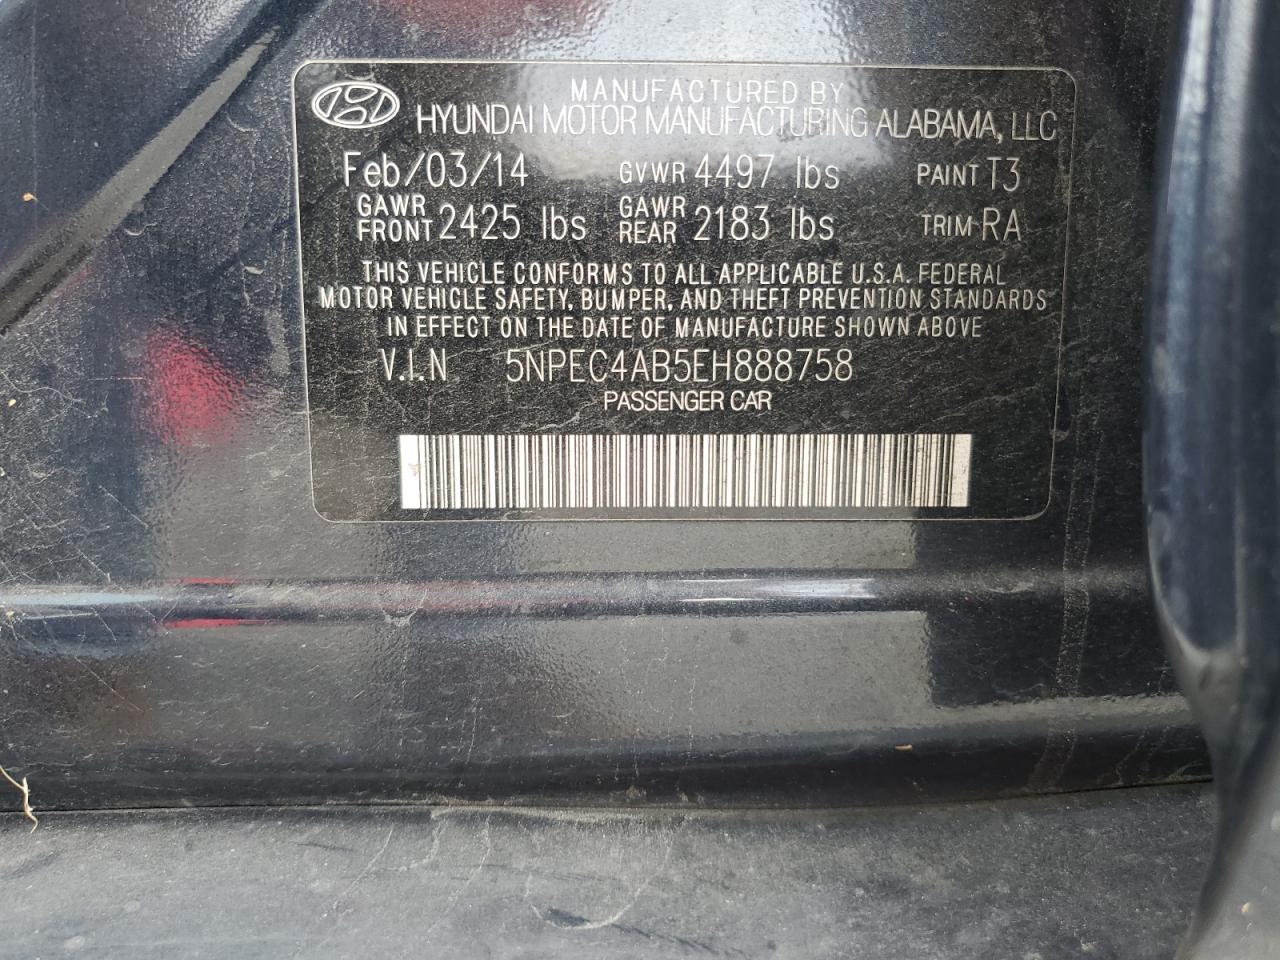 MANUFACTURED BY
HYUNDAI MOTOR MANUFACTURING ALABAMA, LLC
Feb/03/14 GVWR 4497 lbs PAINT T3
GAWR FRONT 2425 lbs GAWR REAR 2183 lbs TRIM RA
THIS VEHICLE CONFORMS TO ALL APPLICABLE U.S.A. FEDERAL
MOTOR VEHICLE SAFETY, BUMPER, AND THEFT PREVENTION STANDARDS
IN EFFECT ON THE DATE OF MANUFACTURE SHOWN ABOVE
V.I.N 5NPEC4AB5EH888758
PASSENGER CAR